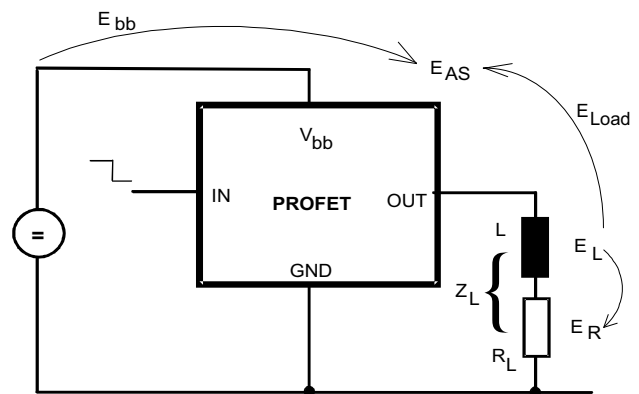 E bb
E AS
E Load
V bb
IN
PROFET
OUT
GND
=
L
Z L
{
R L
E L
E R